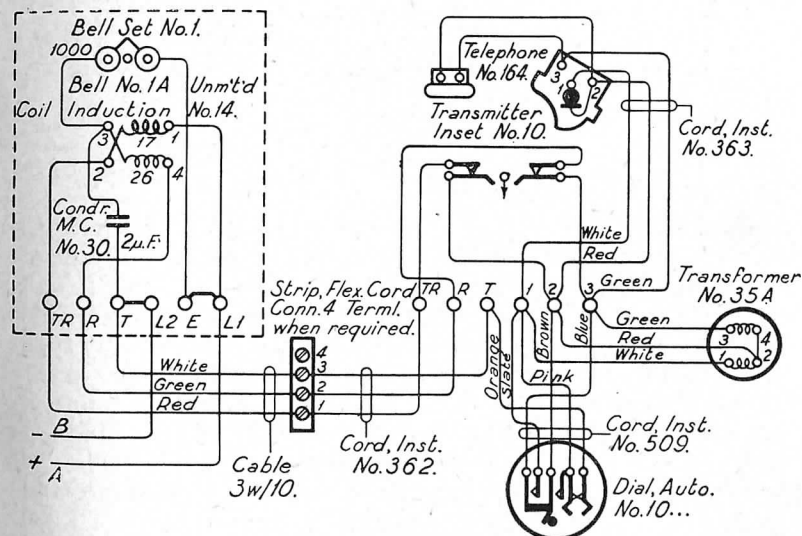 Bell Set No.1.
1000
Bell No.1A
Unm't'd
No.14.
Coil
Induction
3
1
17
2
26
4
Condr.
M.C.
No.30.
2µ.F.
TR
R
T
L2
E
L1
Telephone
No.164.
3
1
2
Transmitter
Inset No.10.
Cord, Inst.
No.363.
White
Red
Green
Strip, Flex. Cord
Conn. 4 Terml.
when required.
TR
R
T
1
2
3
Transformer
No.35A
Green
Red
White
3
4
1
2
Orange
Slate
Brown
Blue
Pink
4
3
2
1
White
Green
Red
- B
+ A
Cable
3w/10.
Cord, Inst.
No.362.
Cord, Inst.
No.509.
Dial, Auto.
No.10...